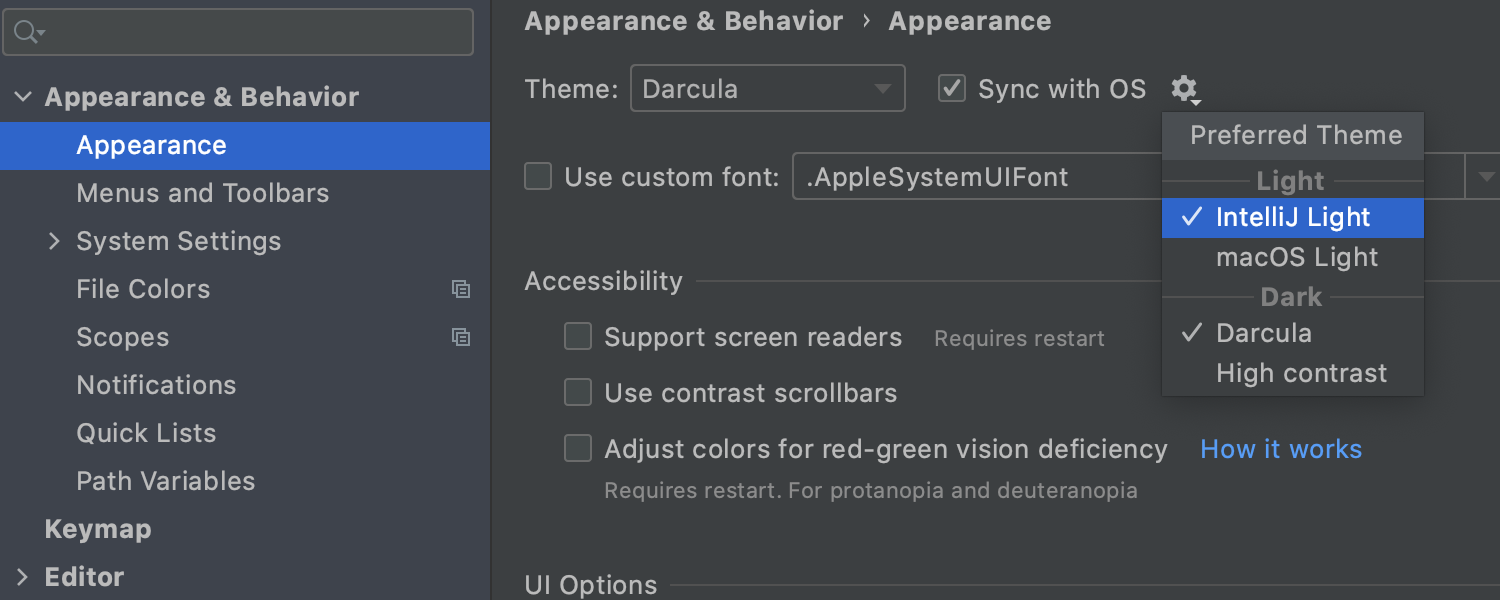 Appearance & Behavior
Appearance
Menus and Toolbars
System Settings
File Colors
Scopes
Notifications
Quick Lists
Path Variables
Keymap
Editor
Appearance & Behavior › Appearance
Theme: Darcula Sync with OS
Use custom font: .AppleSystemUIFont
Accessibility
Support screen readers Requires restart
Use contrast scrollbars
Adjust colors for red-green vision deficiency How it works
Requires restart. For protanopia and deuteranopia
UI Options
Preferred Theme
Light
IntelliJ Light
macOS Light
Dark
Darcula
High contrast